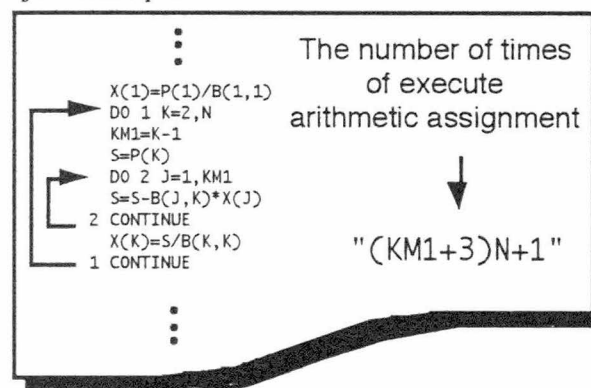 X(1)=P(1)/B(1,1)
DO 1 K=2,N
KM1=K-1
S=P(K)
DO 2 J=1,KM1
S=S-B(J,K)*X(J)
2 CONTINUE
X(K)=S/B(K,K)
1 CONTINUE
The number of times
of execute
arithmetic assignment
"(KM1+3)N+1"